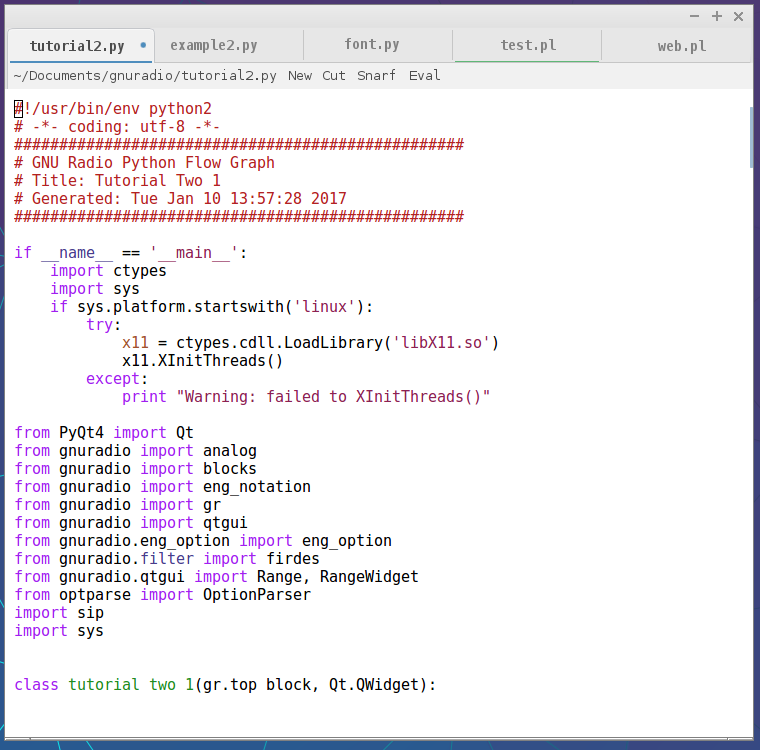 tutorial2.py example2.py font.py test.pl web.pl
~/Documents/gnuradio/tutorial2.py New Cut Snarf Eval
#!/usr/bin/env python2
# -*- coding: utf-8 -*-
##################################################
# GNU Radio Python Flow Graph
# Title: Tutorial Two 1
# Generated: Tue Jan 10 13:57:28 2017
##################################################

if __name__ == '__main__':
    import ctypes
    import sys
    if sys.platform.startswith('linux'):
        try:
            x11 = ctypes.cdll.LoadLibrary('libX11.so')
            x11.XInitThreads()
        except:
            print "Warning: failed to XInitThreads()"

from PyQt4 import Qt
from gnuradio import analog
from gnuradio import blocks
from gnuradio import eng_notation
from gnuradio import gr
from gnuradio import qtgui
from gnuradio.eng_option import eng_option
from gnuradio.filter import firdes
from gnuradio.qtgui import Range, RangeWidget
from optparse import OptionParser
import sip
import sys


class tutorial two 1(gr.top block, Qt.QWidget):